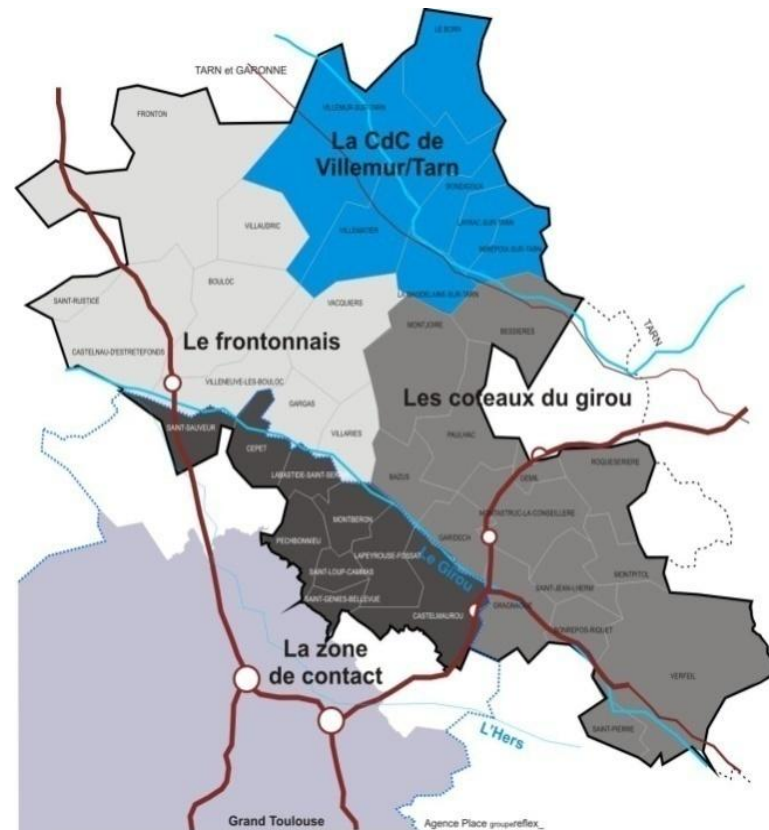 LE BORN
TARN et GARONNE
VILLEMUR-SUR-TARN
FRONTON
La CdC de
Villemur/Tarn
BONDIGOUX
LAYRAC-SUR-TARN
VILLAUDRIC
VILLEMATIER
MIREPOIX-SUR-TARN
BOULOC
LA MAGDELAINE-SUR-TARN
SAINT-RUSTICE
VACQUIERS
MONTJOIRE
BESSIERES
TARN
Le frontonnais
CASTELNAU-D'ESTRETEFONDS
VILLENEUVE-LES-BOULOC
Les coteaux du girou
GARGAS
SAINT-SAUVEUR
VILLARIES
PAULHAC
CEPET
ROQUESERIERE
LABASTIDE-SAINT-SER
BAZUS
GEMIL
MONTASTRUC-LA-CONSEILLERE
MONTBERON
PECHBONNIEU
GARIDECH
LAPEYROUSE-FOSSAT
Le Girou
SAINT-LOUP-CAMMAS
MONTPITOL
SAINT-JEAN-LHERM
SAINT-GENIES-BELLEVUE
CASTELMAUROU
GRAGNAGUE
BONREPOS-RIQUET
La zone
de contact
VERFEIL
SAINT-PIERRE
L'Hers
Grand Toulouse
Agence Place groupereflex_